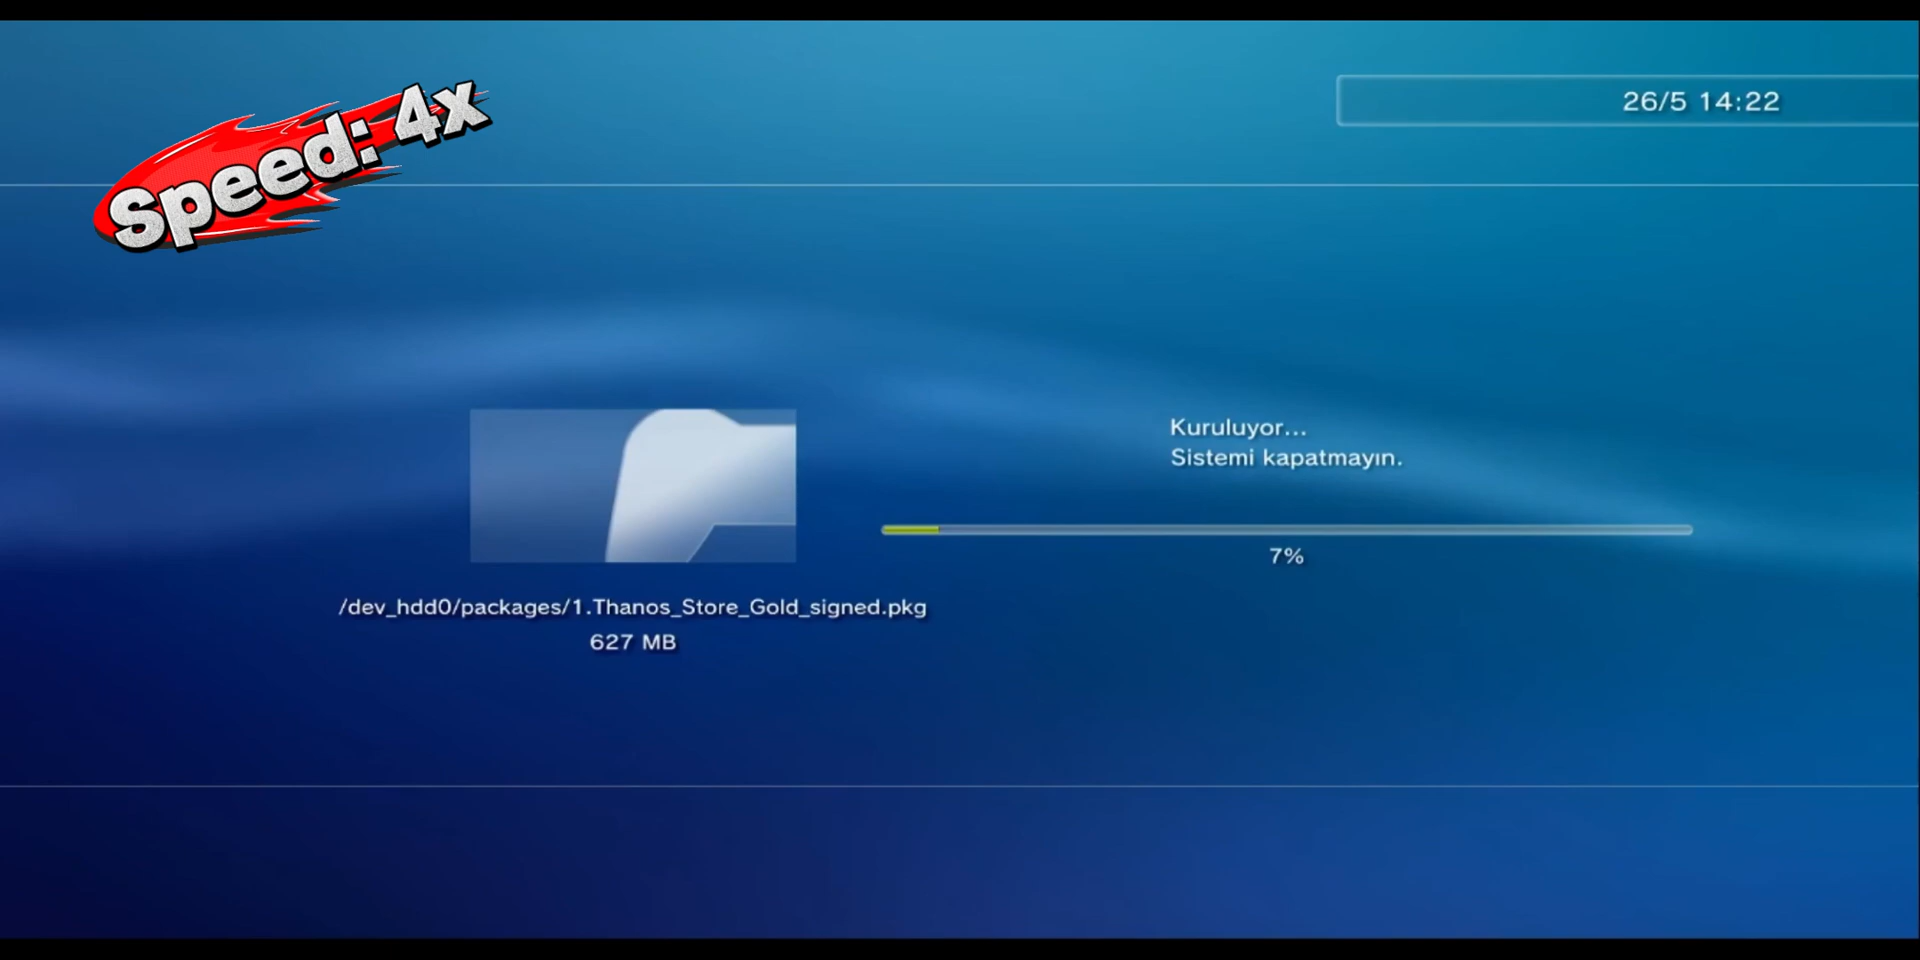 Speed: 4x
26/5 14:22
Kuruluyor...
Sistemi kapatmayın.
7%
/dev_hdd0/packages/1.Thanos_Store_Gold_signed.pkg
627 MB